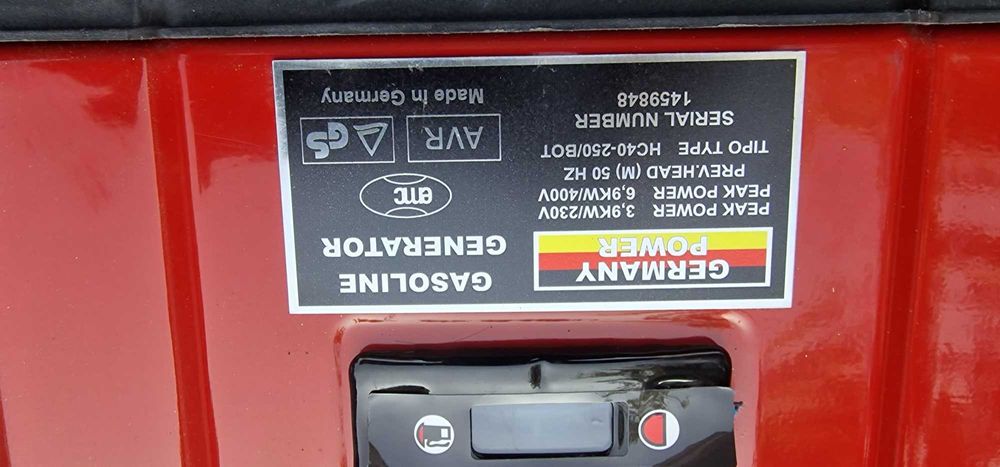 GERMANY
POWER
GASOLINE
GENERATOR
PEAK POWER 3,9KW/230V
PEAK POWER 6,9KW/400V
PREV.HEAD (M) 50 HZ
TIPO TYPE HC40-250/BOT
SERIAL NUMBER
1459848
emc
AVR
GS
Made in Germany